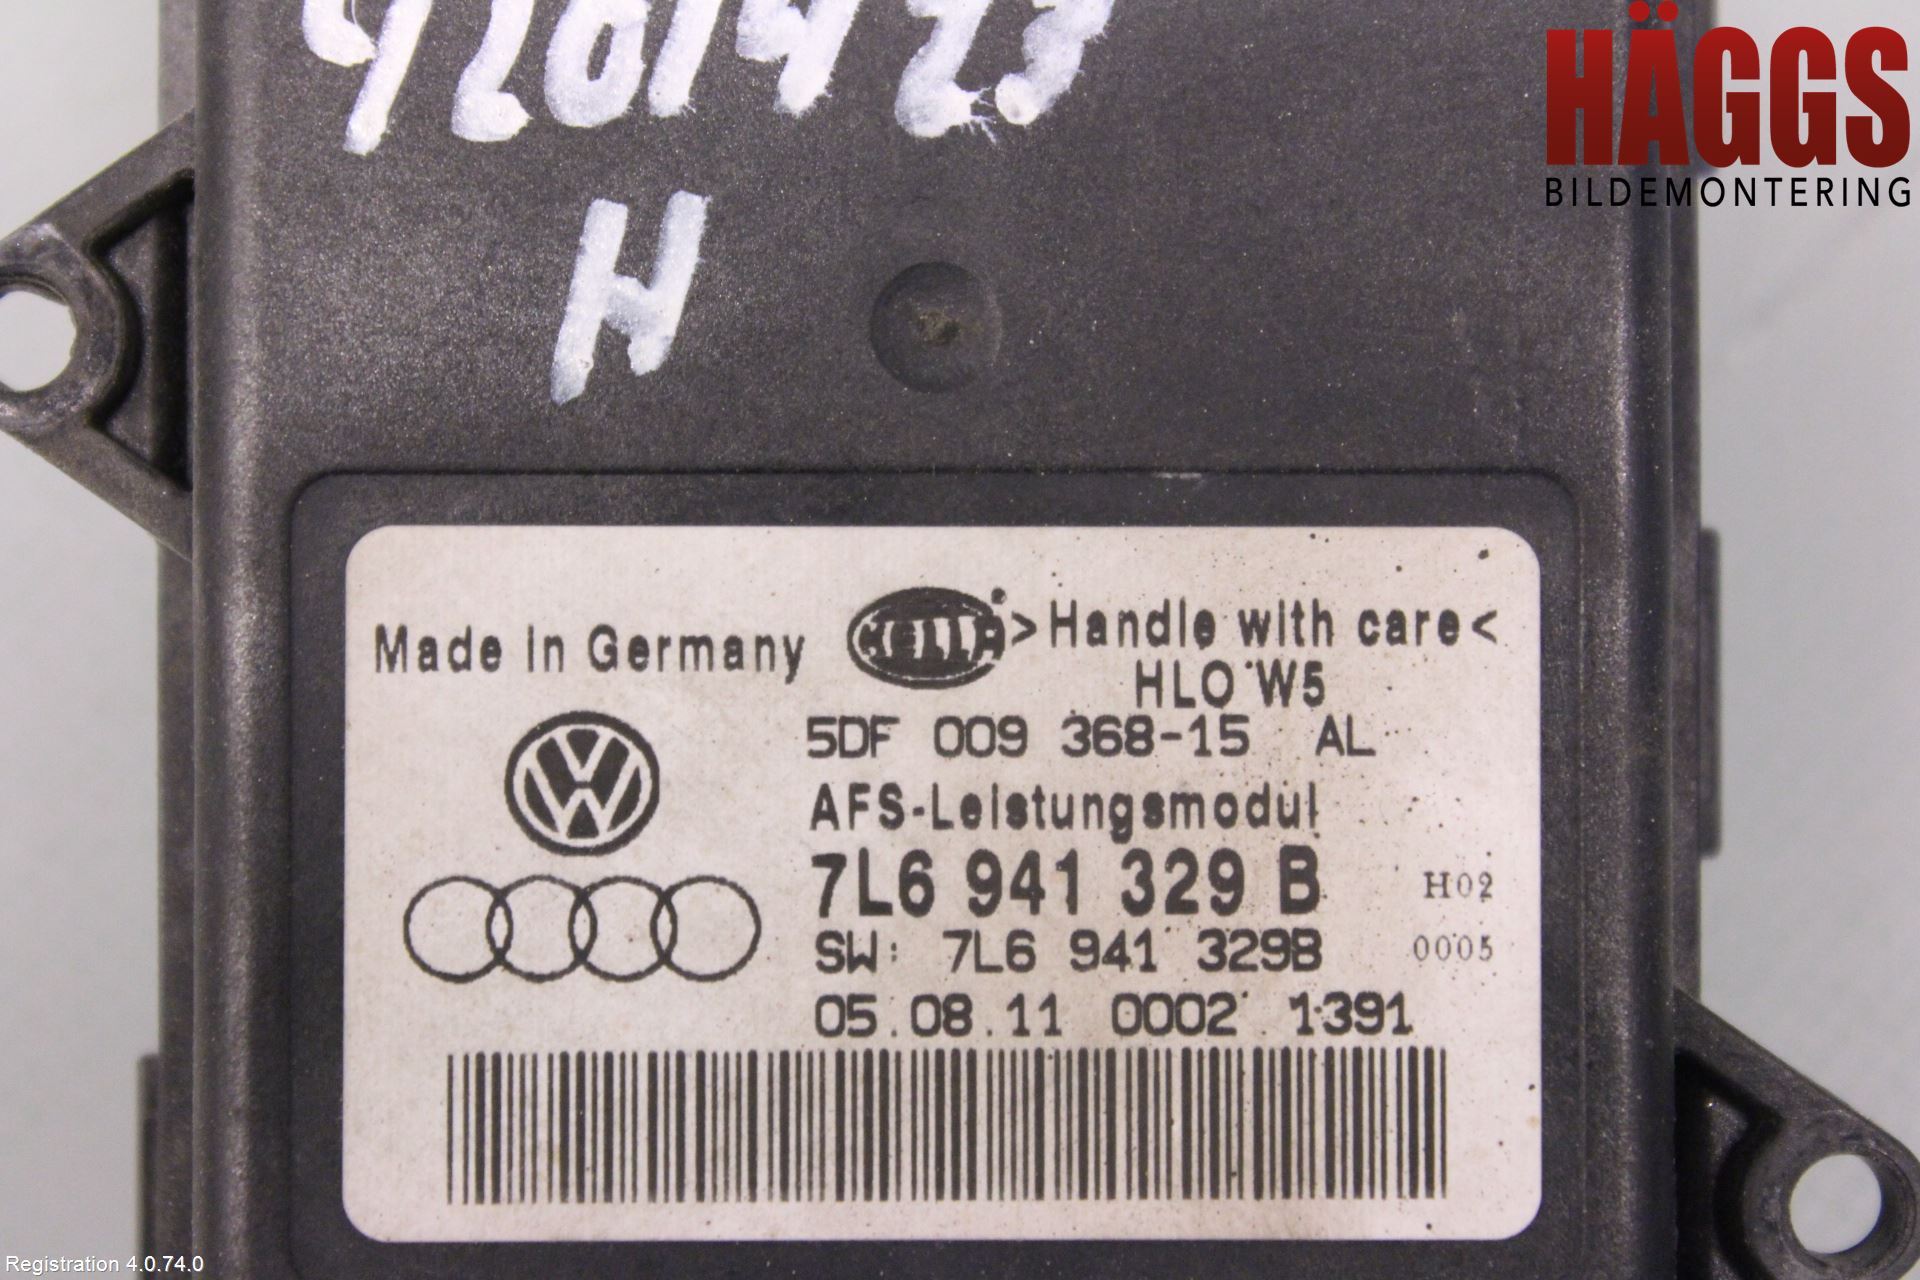 HÄGGS
BILDEMONTERING
H
Made in Germany
HELLA
>Handle with care<
HLO W5
5DF 009 368-15 AL
AFS-Leistungsmodul
7L6 941 329 B
H02
SW: 7L6 941 329B
0005
05.08.11 0002 1391
Registration 4.0.74.0